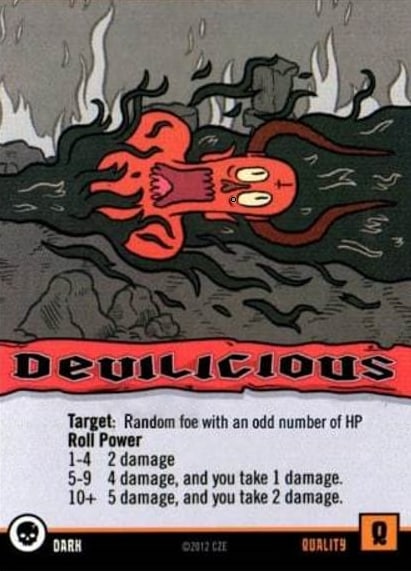 DEVILICIOUS
Target: Random foe with an odd number of HP
Roll Power
1-4 2 damage
5-9 4 damage, and you take 1 damage.
10+ 5 damage, and you take 2 damage.
DARK ©2012 CZE QUALITY